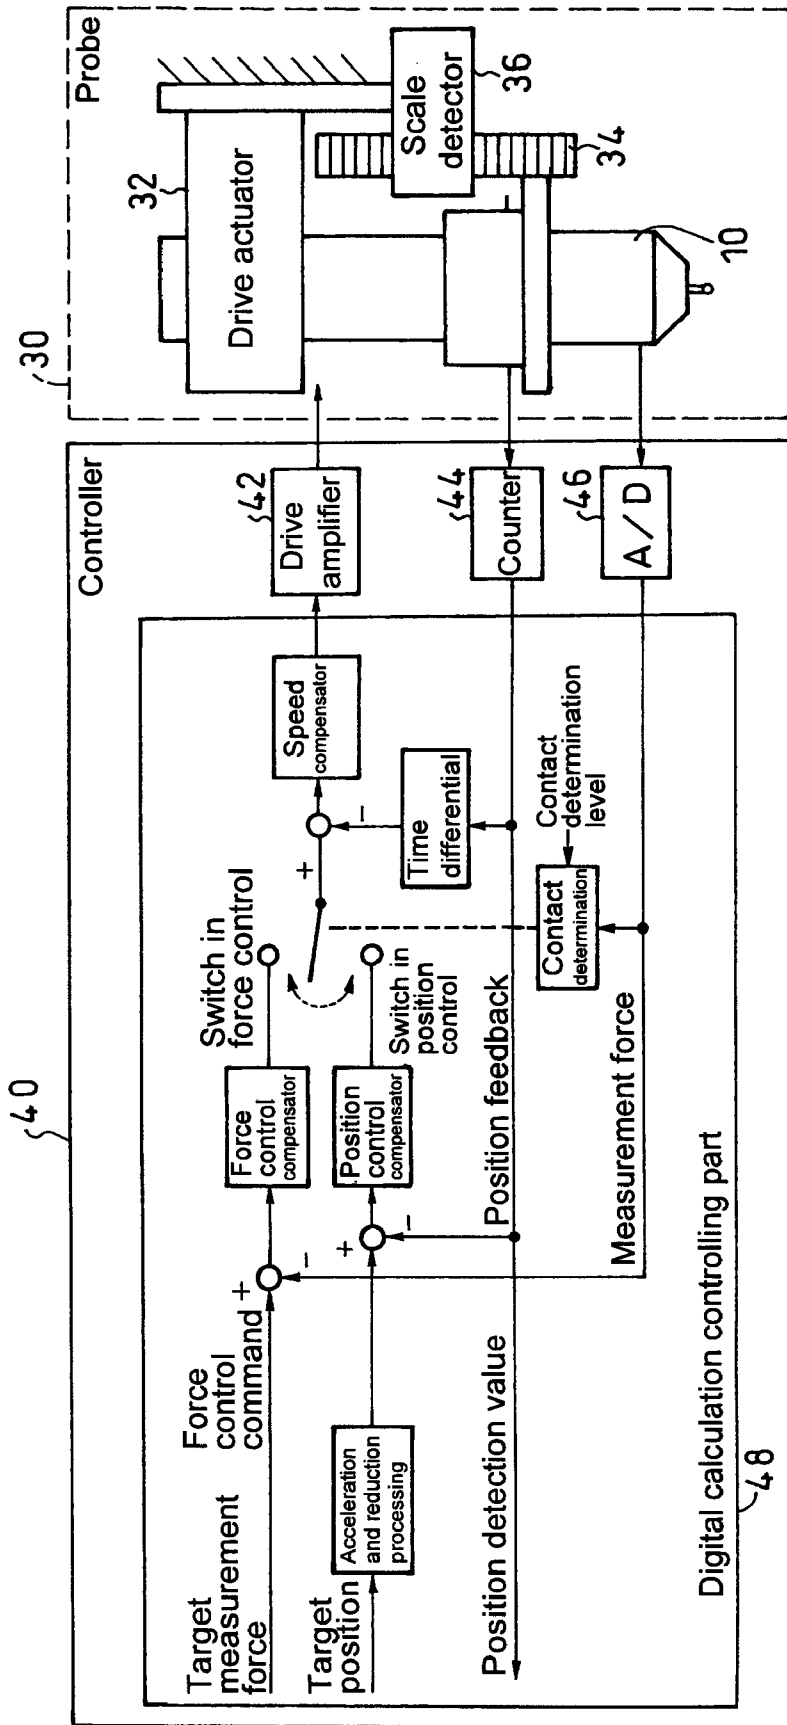 40
30
Controller
Probe
Target
measurement
force
Force
control
command
+
−
Force
control
compensator
Switch in
force control
Target
position
Acceleration
and reduction
processing
+
−
Position
control
compensator
Switch in
position
control
+
−
Speed
compensator
42
Drive
amplifier
32
Drive actuator
Time
differential
Position detection value
Position feedback
44
Counter
Scale
detector
36
34
Contact
determination
Contact
determination
level
Measurement force
46
A/D
10
Digital calculation controlling part
48